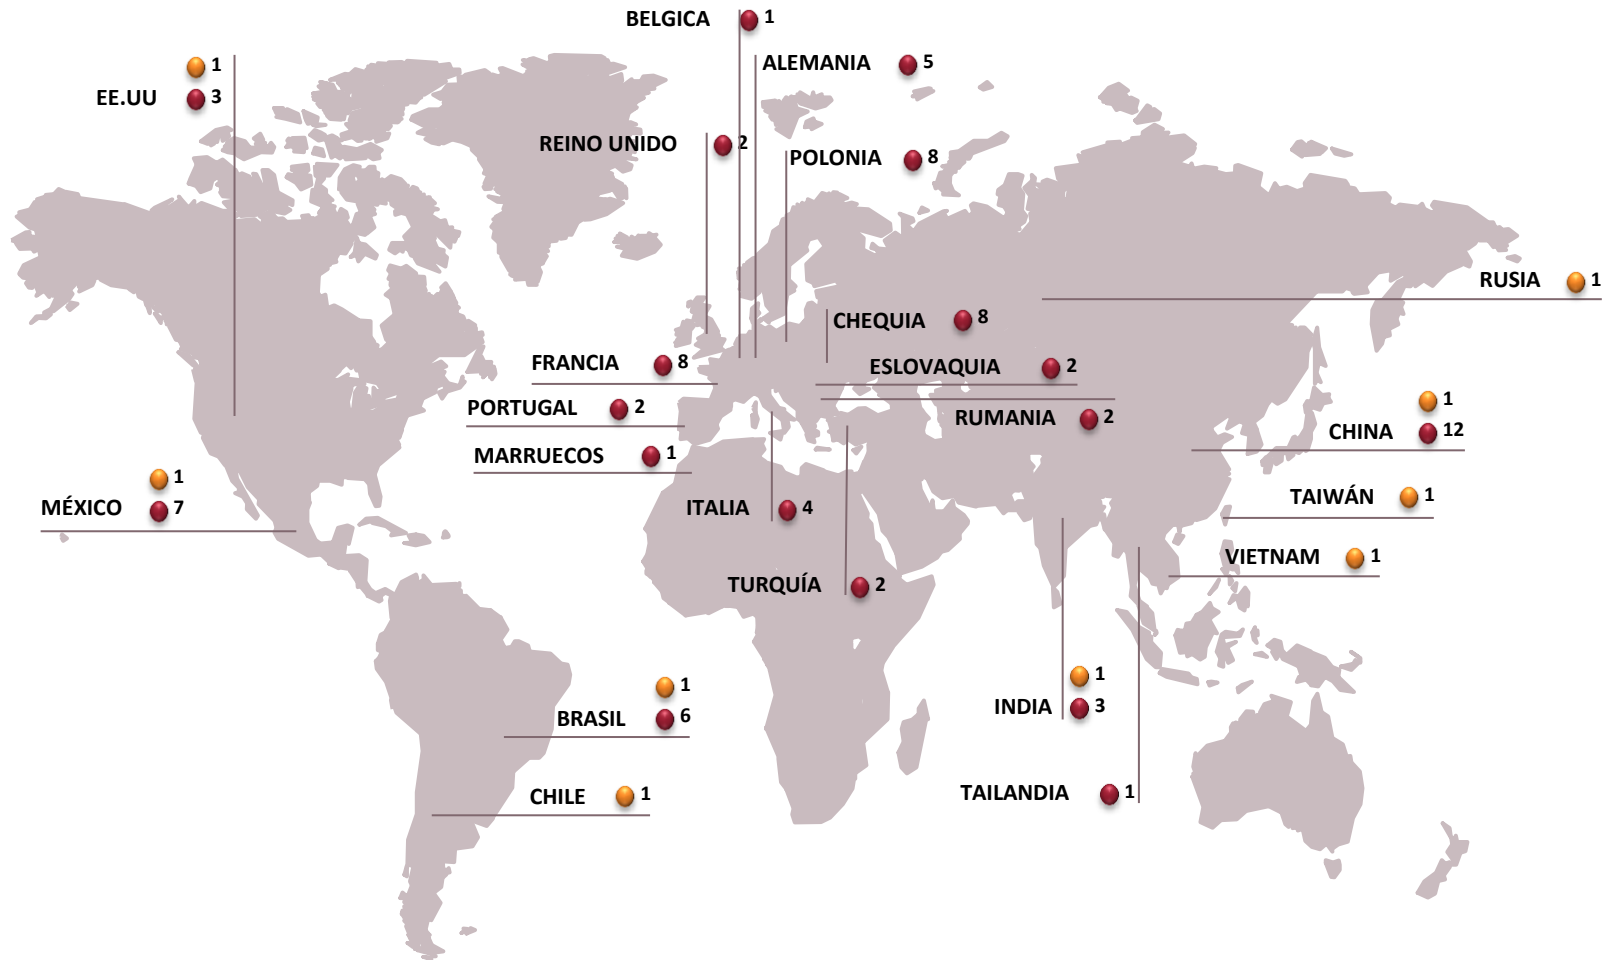 BELGICA 1
1
EE.UU 3
ALEMANIA 5
REINO UNIDO 2
POLONIA 8
RUSIA 1
CHEQUIA 8
FRANCIA 8
ESLOVAQUIA 2
PORTUGAL 2
RUMANIA 2
1
CHINA 12
MARRUECOS 1
1
MÉXICO 7
ITALIA 4
TAIWÁN 1
VIETNAM 1
TURQUÍA 2
1
BRASIL 6
1
INDIA 3
CHILE 1
TAILANDIA 1